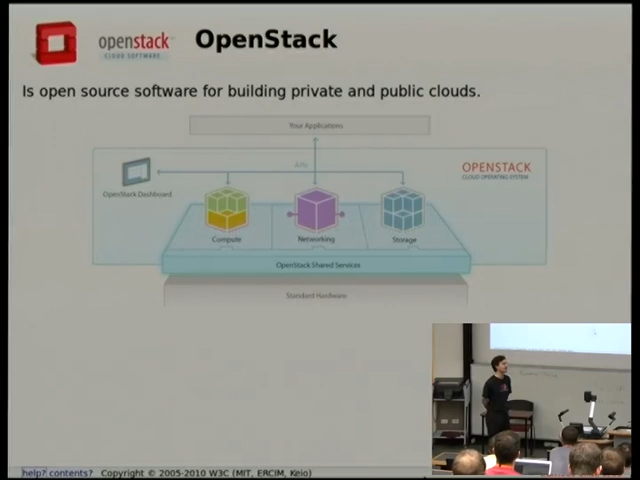 openstack™ OpenStack
CLOUD SOFTWARE
Is open source software for building private and public clouds.
Your Applications
APIs
OPENSTACK
CLOUD OPERATING SYSTEM
OpenStack Dashboard
Compute Networking Storage
OpenStack Shared Services
Standard Hardware
help? contents? Copyright © 2005-2010 W3C (MIT, ERCIM, Keio)